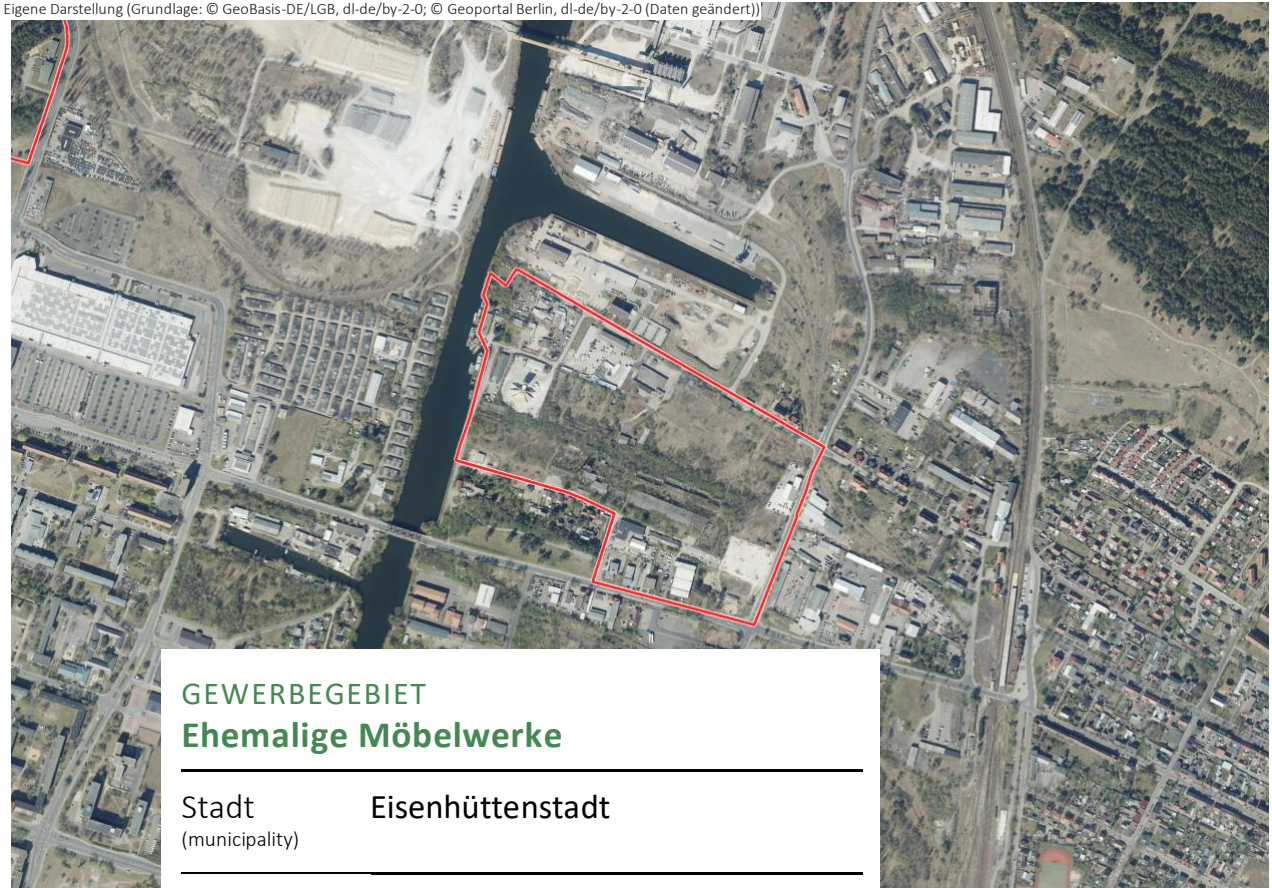 Eigene Darstellung (Grundlage: © GeoBasis-DE/LGB, dl-de/by-2-0; © Geoportal Berlin, dl-de/by-2-0 (Daten geändert))
GEWERBEGEBIET
Ehemalige Möbelwerke
Stadt Eisenhüttenstadt
(municipality)